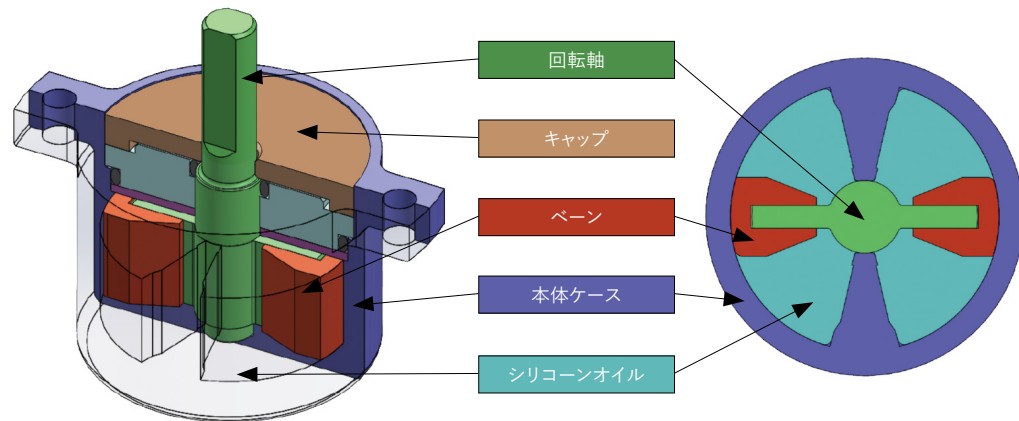 回転軸
キャップ
ベーン
本体ケース
シリコーンオイル